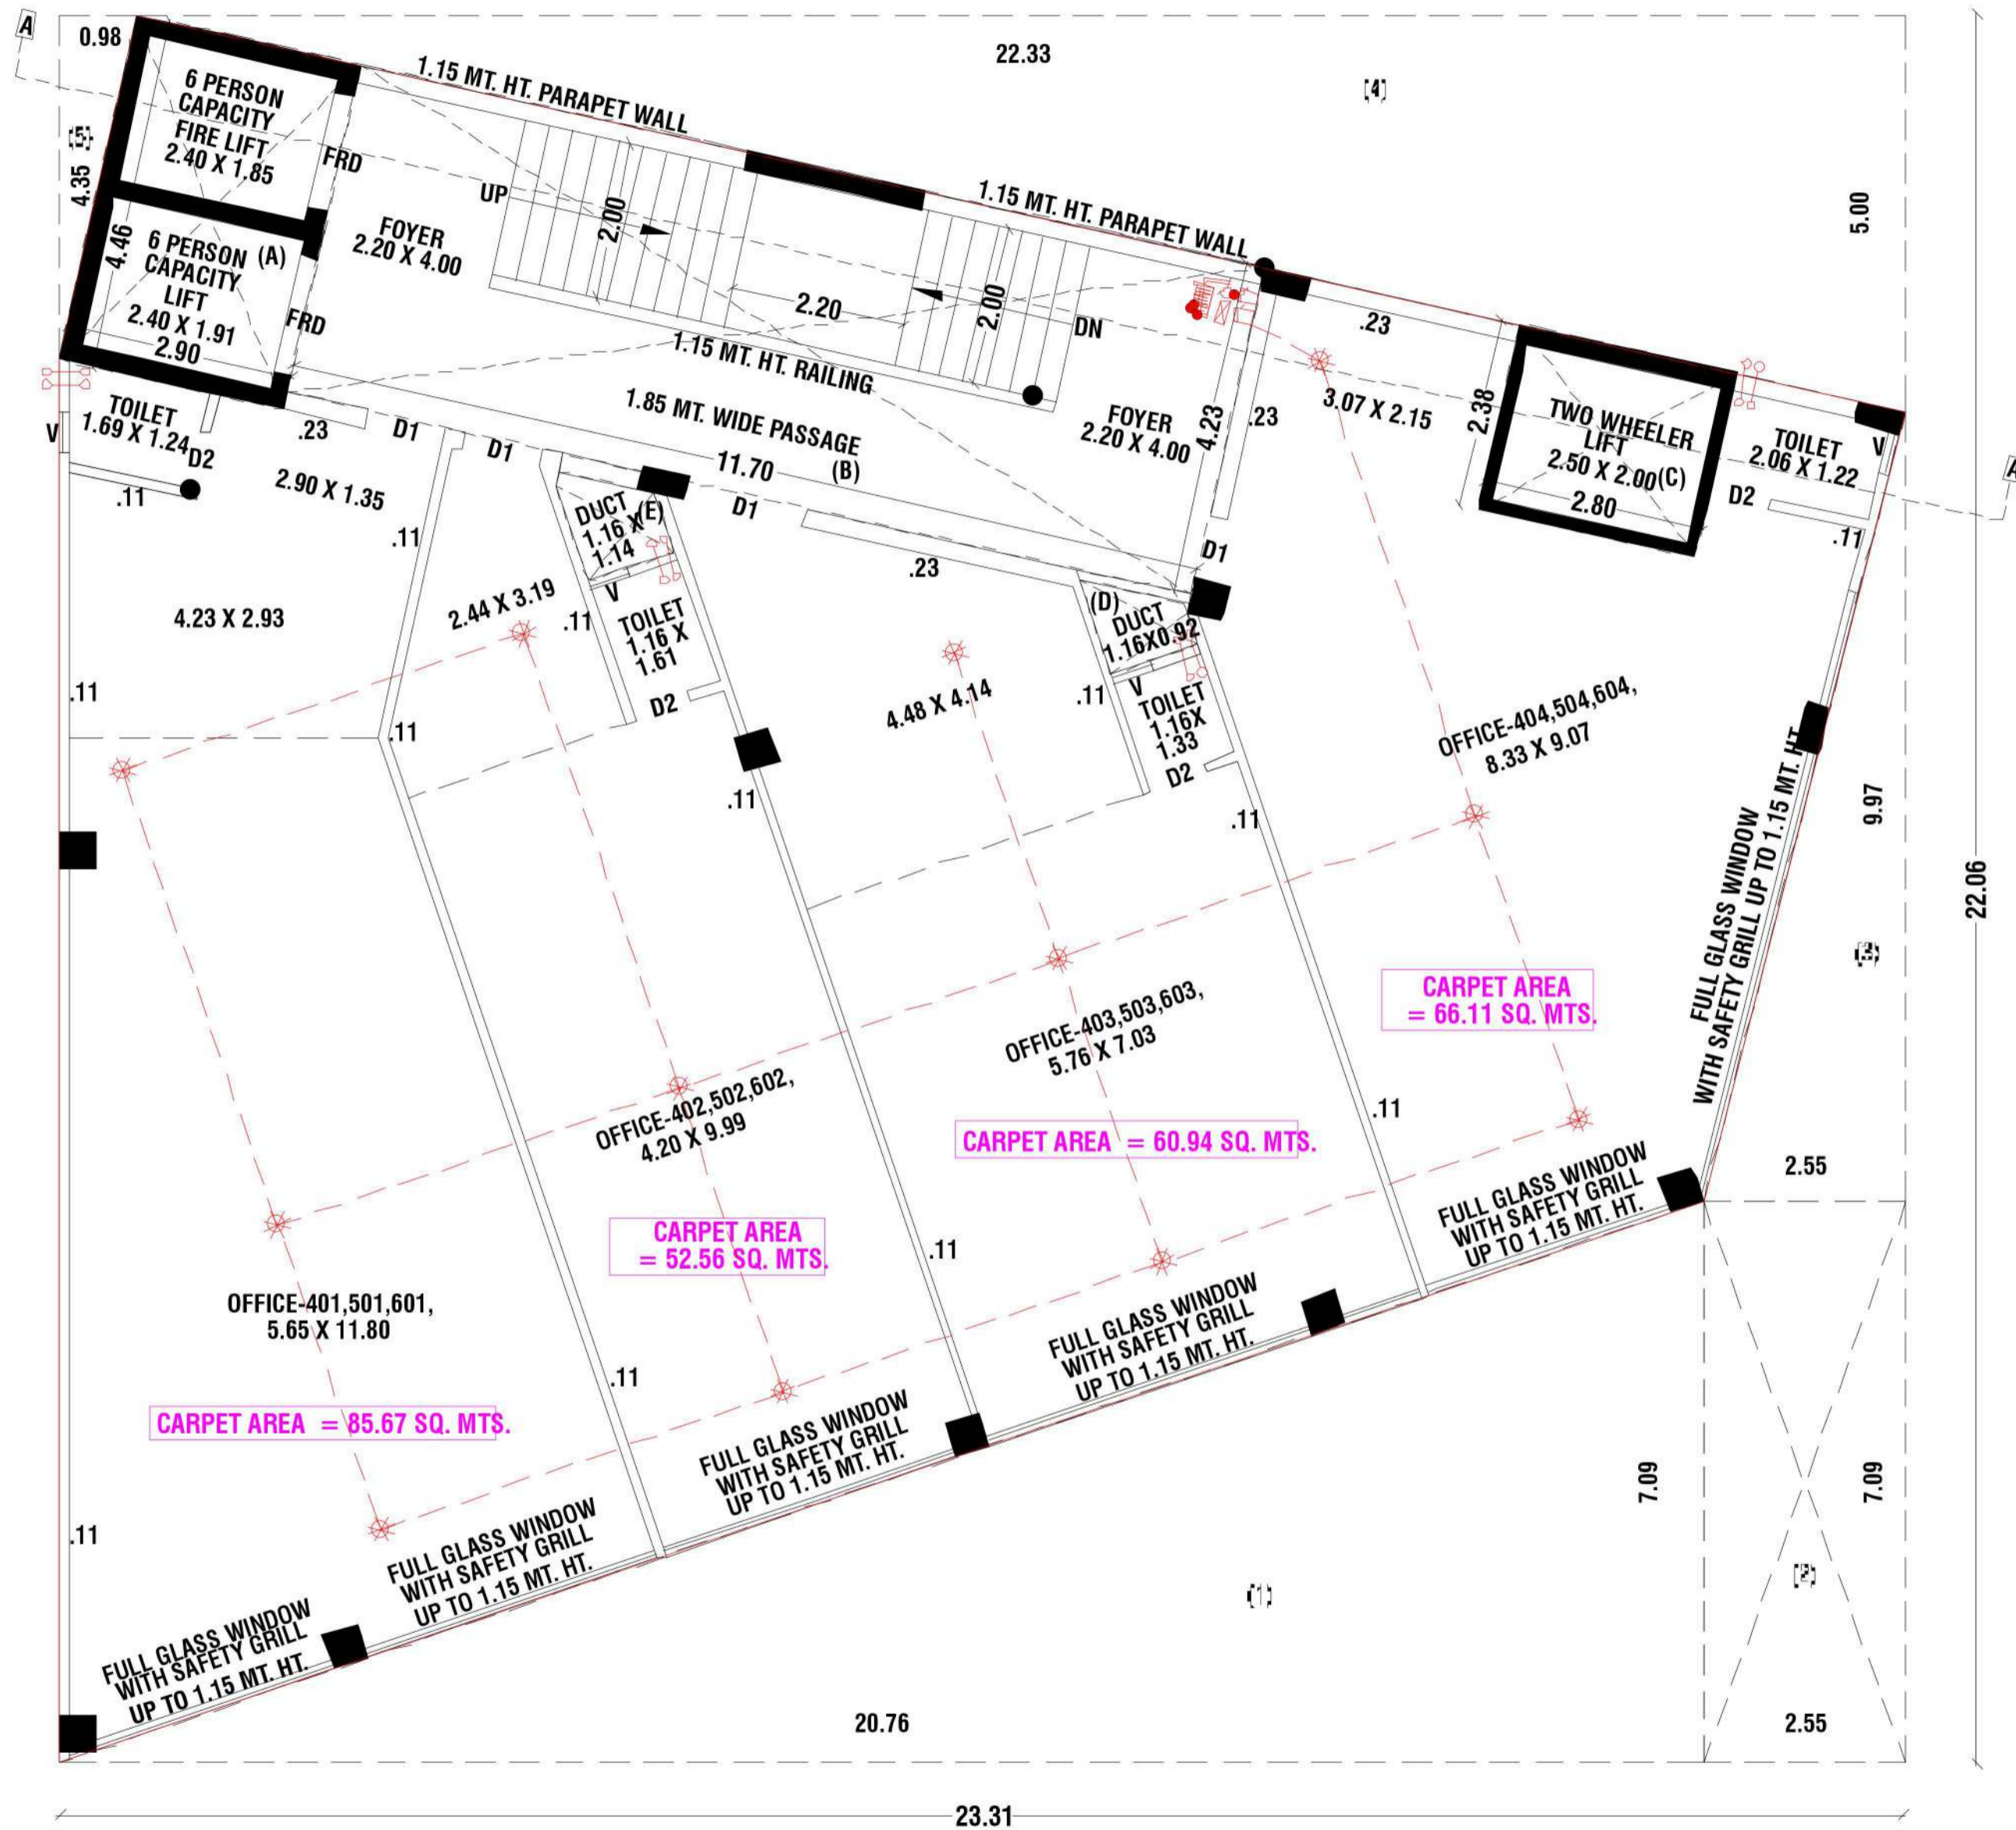 A
0.98
22.33
[4]
6 PERSON
CAPACITY
FIRE LIFT
2.40 X 1.85
FRD
1.15 MT. HT. PARAPET WALL
[5]
4.35
UP
2.00
1.15 MT. HT. PARAPET WALL
5.00
4.46
6 PERSON (A)
CAPACITY
LIFT
2.40 X 1.91
2.90
FRD
FOYER
2.20 X 4.00
2.20
2.00
DN
.23
1.15 MT. HT. RAILING
1.85 MT. WIDE PASSAGE
11.70
(B)
FOYER
2.20 X 4.00
4.23
.23
3.07 X 2.15
2.38
TWO WHEELER
LIFT
2.50 X 2.00(C)
2.80
TOILET
2.06 X 1.22
V
D2
A
.11
V
TOILET
1.69 X 1.24
D2
.23
D1
D1
.11
2.90 X 1.35
.11
DUCT
1.16 X(E)
1.14
V
D1
.23
D1
4.23 X 2.93
2.44 X 3.19
.11
TOILET
1.16 X
1.61
D2
(D)
DUCT
1.16X0.92
V
TOILET
1.16X
1.33
D2
.11
4.48 X 4.14
.11
.11
.11
.11
OFFICE-404,504,604,
8.33 X 9.07
9.97
22.06
FULL GLASS WINDOW
WITH SAFETY GRILL UP TO 1.15 MT. HT.
[3]
CARPET AREA
= 66.11 SQ. MTS.
OFFICE-403,503,603,
5.76 X 7.03
CARPET AREA = 60.94 SQ. MTS.
.11
OFFICE-402,502,602,
4.20 X 9.99
CARPET AREA
= 52.56 SQ. MTS.
.11
2.55
FULL GLASS WINDOW
WITH SAFETY GRILL
UP TO 1.15 MT. HT.
OFFICE-401,501,601,
5.65 X 11.80
CARPET AREA = 85.67 SQ. MTS.
.11
FULL GLASS WINDOW
WITH SAFETY GRILL
UP TO 1.15 MT. HT.
FULL GLASS WINDOW
WITH SAFETY GRILL
UP TO 1.15 MT. HT.
7.09
7.09
.11
FULL GLASS WINDOW
WITH SAFETY GRILL
UP TO 1.15 MT. HT.
[1]
[2]
FULL GLASS WINDOW
WITH SAFETY GRILL
UP TO 1.15 MT. HT.
20.76
2.55
23.31